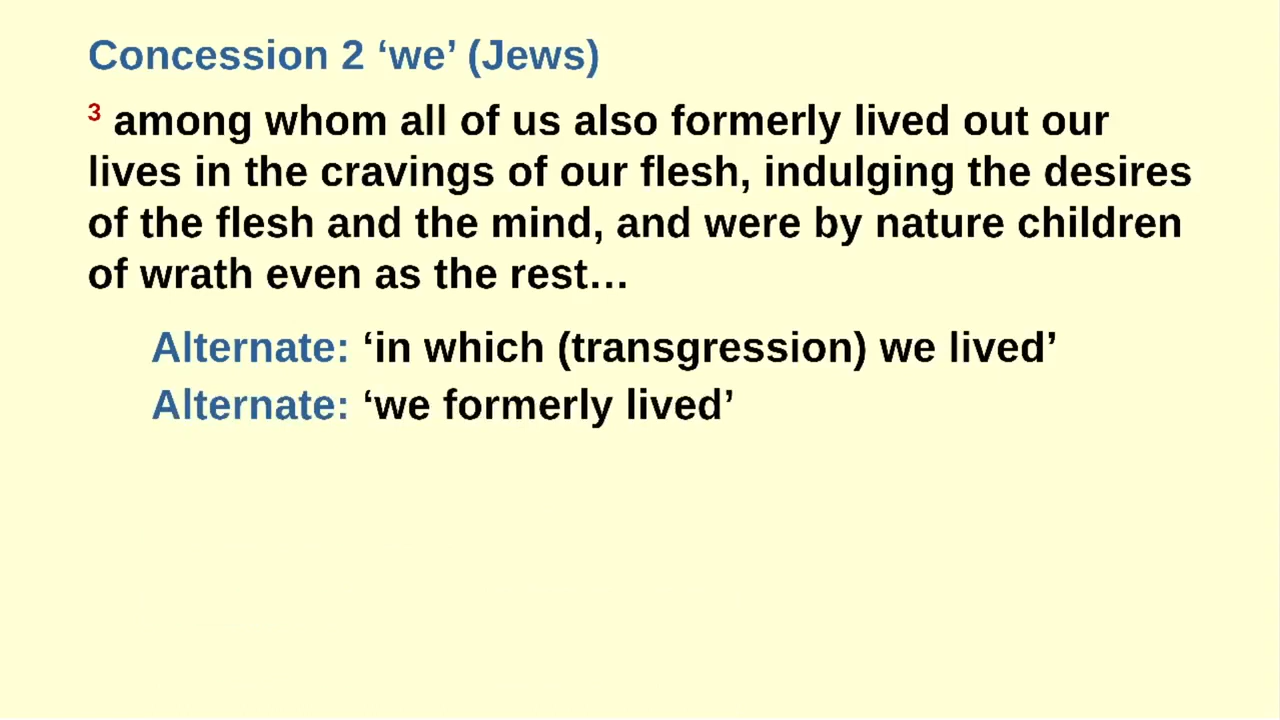 Concession 2 ‘we’ (Jews)
3 among whom all of us also formerly lived out our
lives in the cravings of our flesh, indulging the desires
of the flesh and the mind, and were by nature children
of wrath even as the rest…
Alternate: ‘in which (transgression) we lived’
Alternate: ‘we formerly lived’